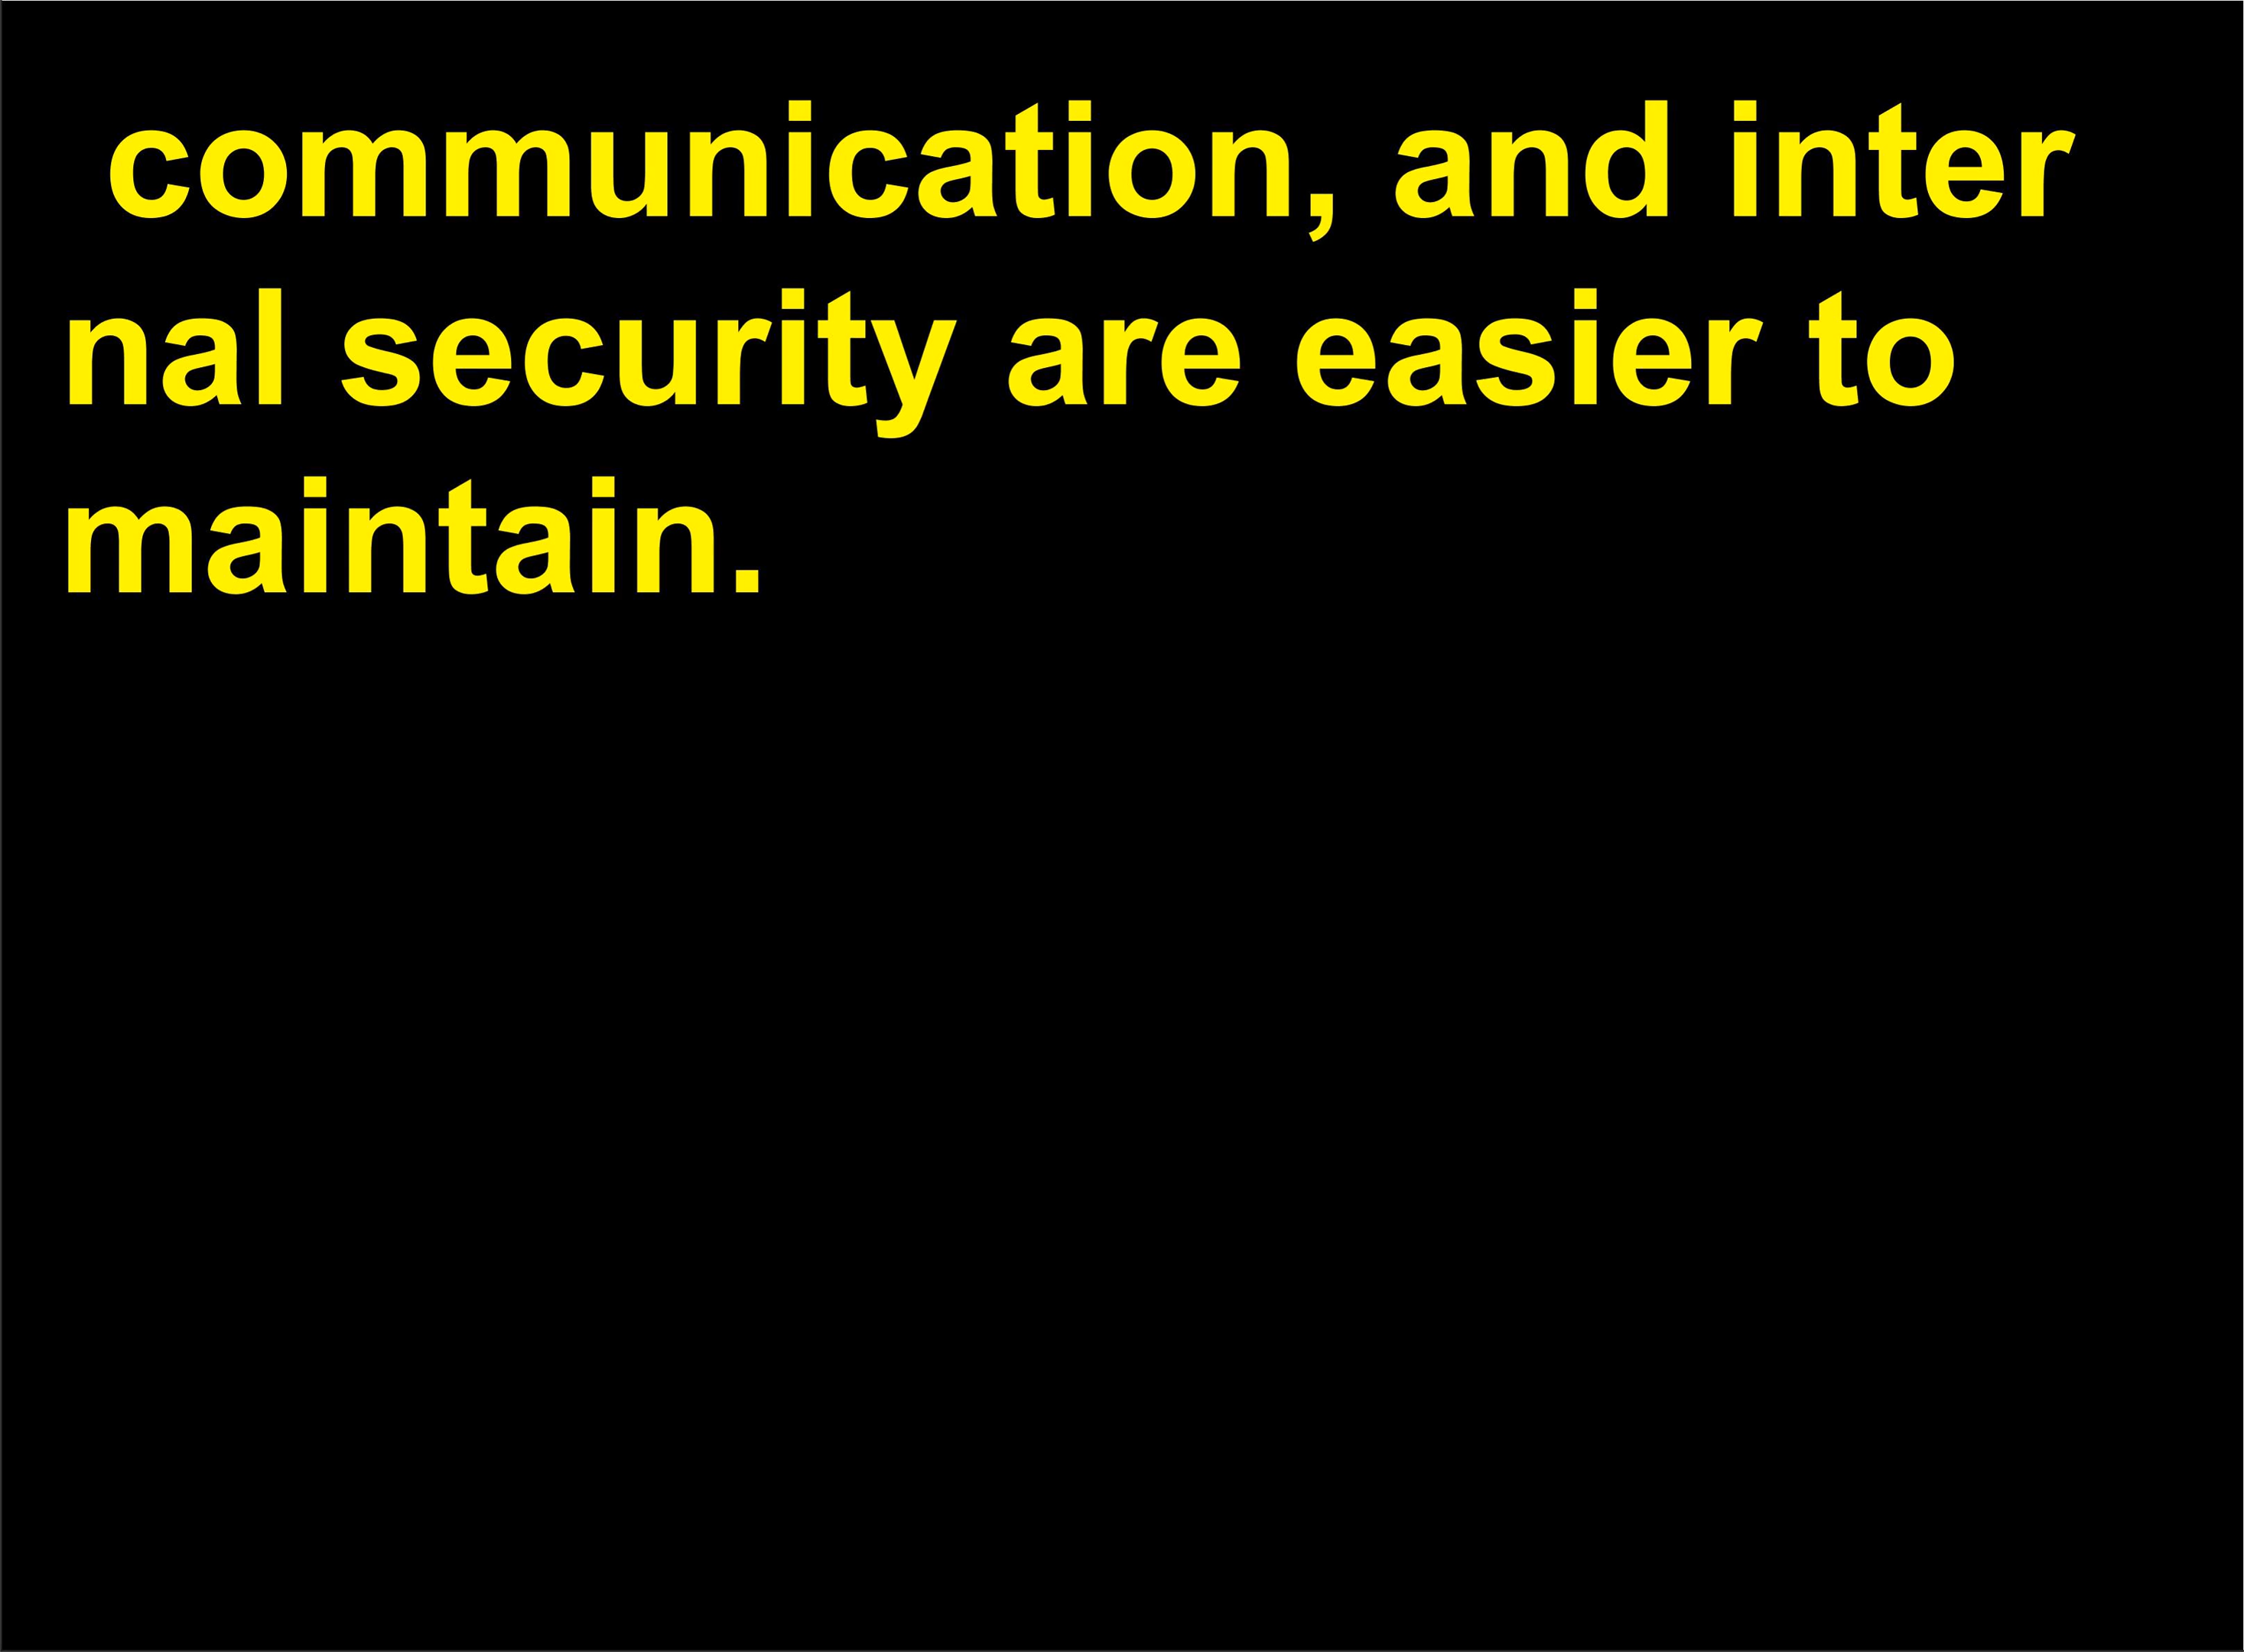 communication, and inter
nal security are easier to
maintain.